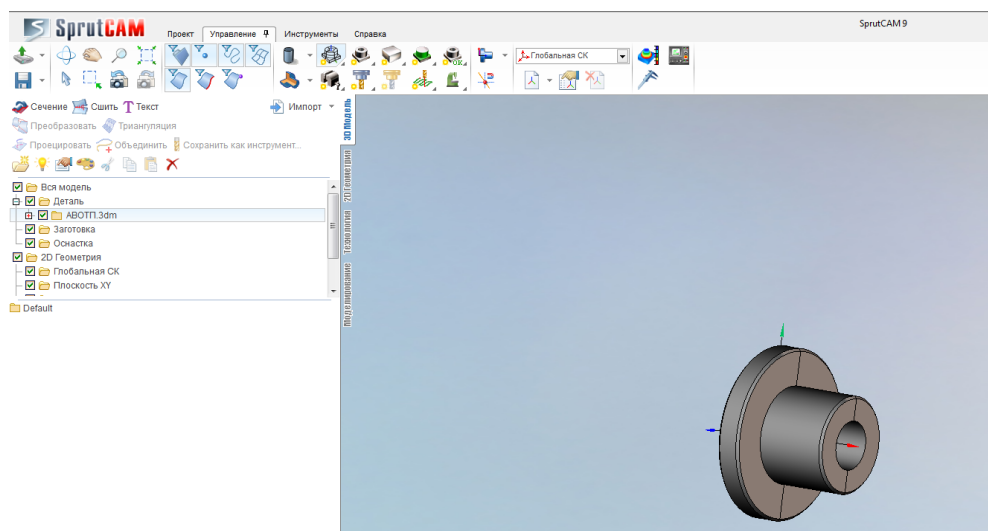 SprutCAM 9
SprutCAM
Проект Управление Инструменты Справка
Глобальная СК
Сечение Сшить Текст Импорт
Преобразовать Триангуляция
Проецировать Объединить Сохранить как инструмент...
Вся модель
Деталь
АВОТП.3dm
Заготовка
Оснастка
2D Геометрия
Глобальная СК
Плоскость XY
Default
3D Модель
2D Геометрия
Технология
Моделирование
OK